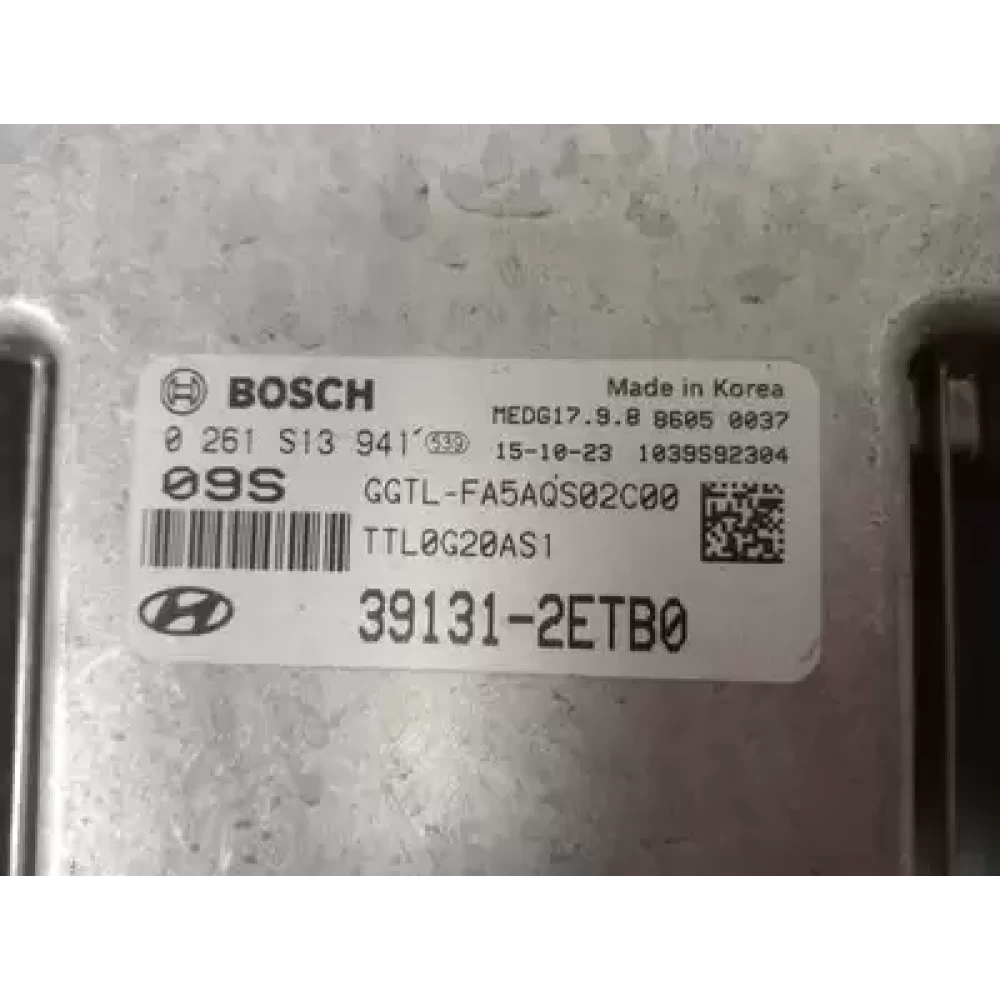 BOSCH
Made in Korea
MEDG17.9.8 8605 0037
0 261 S13 941
15-10-23 1039S92304
09S
GGTL-FA5AQS02C00
TTL0G20AS1
39131-2ETB0